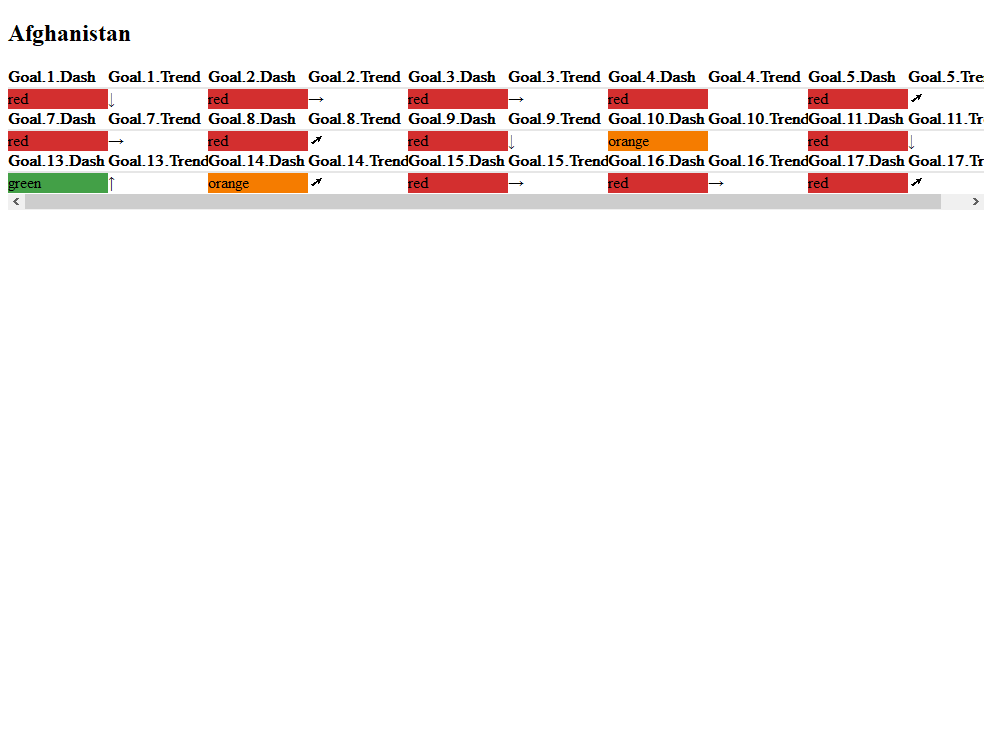 Afghanistan
Goal.1.Dash Goal.1.Trend Goal.2.Dash Goal.2.Trend Goal.3.Dash Goal.3.Trend Goal.4.Dash Goal.4.Trend Goal.5.Dash Goal.5.Tre
red ↓ red → red → red red ➚
Goal.7.Dash Goal.7.Trend Goal.8.Dash Goal.8.Trend Goal.9.Dash Goal.9.Trend Goal.10.Dash Goal.10.Trend Goal.11.Dash Goal.11.Tr
red → red ➚ red ↓ orange red ↓
Goal.13.Dash Goal.13.Trend Goal.14.Dash Goal.14.Trend Goal.15.Dash Goal.15.Trend Goal.16.Dash Goal.16.Trend Goal.17.Dash Goal.17.Tr
green ↑ orange ➚ red → red → red ➚